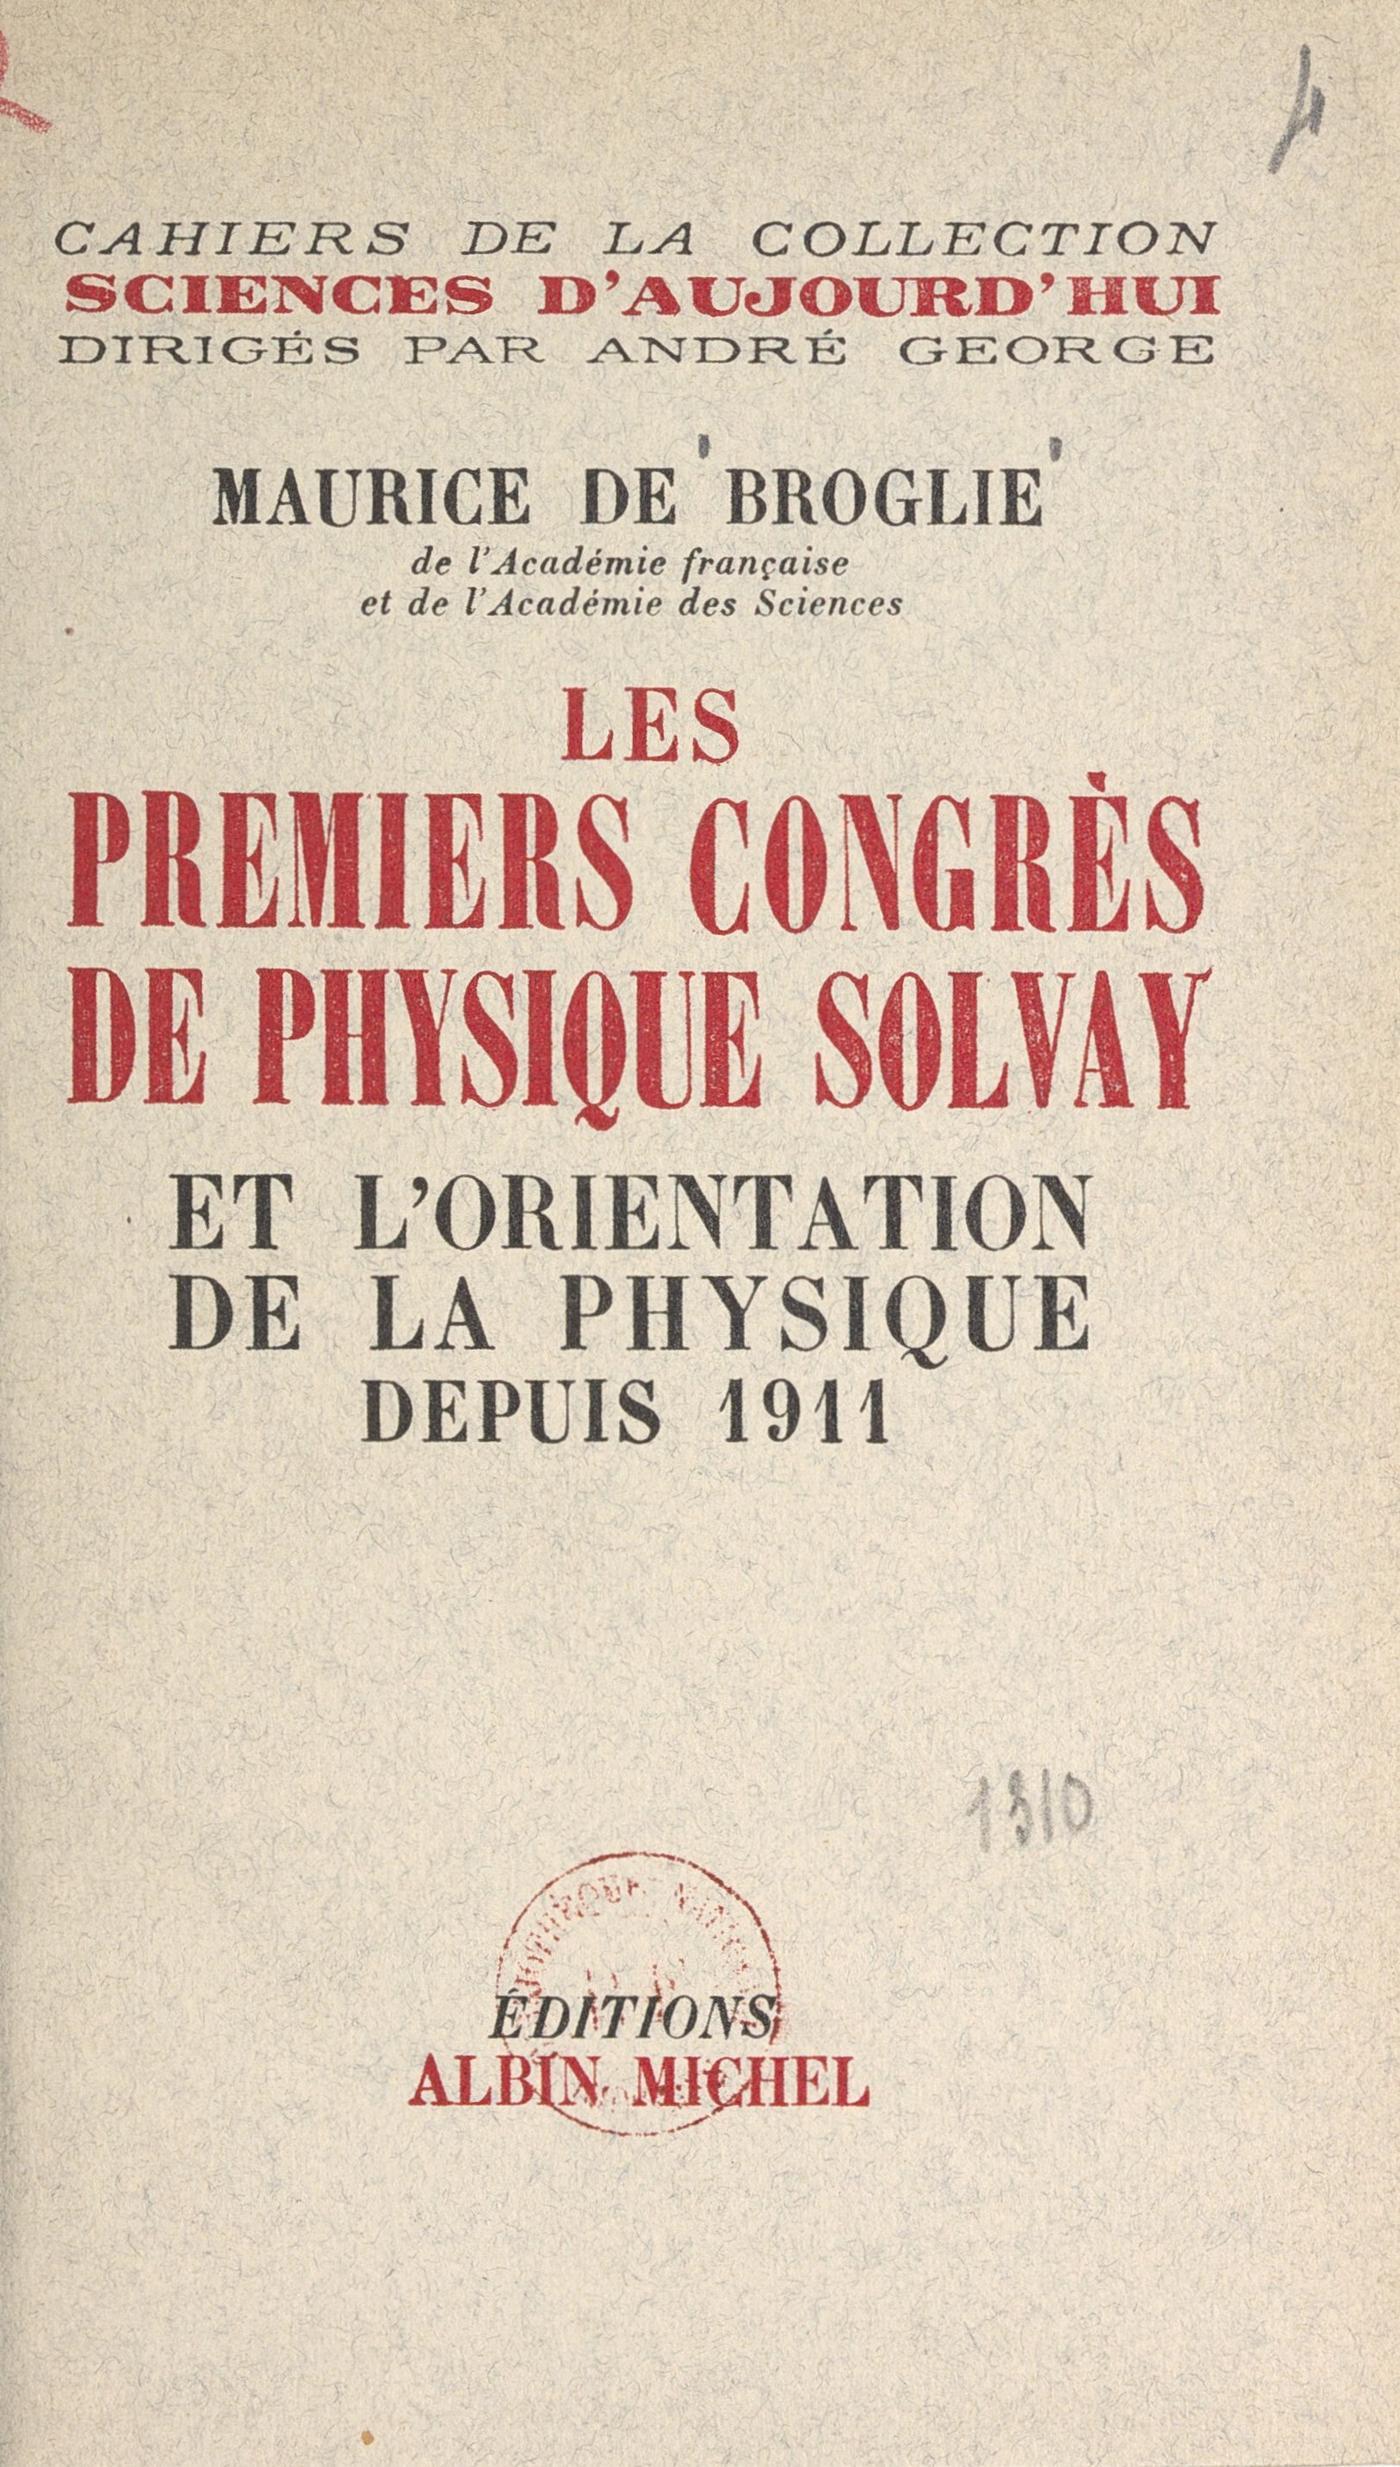 CAHIERS DE LA COLLECTION
SCIENCES D'AUJOURD'HUI
DIRIGÉS PAR ANDRÉ GEORGE
MAURICE DE BROGLIE
de l'Académie française
et de l'Académie des Sciences
LES
PREMIERS CONGRÈS
DE PHYSIQUE SOLVAY
ET L'ORIENTATION
DE LA PHYSIQUE
DEPUIS 1911
1310
ÉDITIONS
ALBIN MICHEL